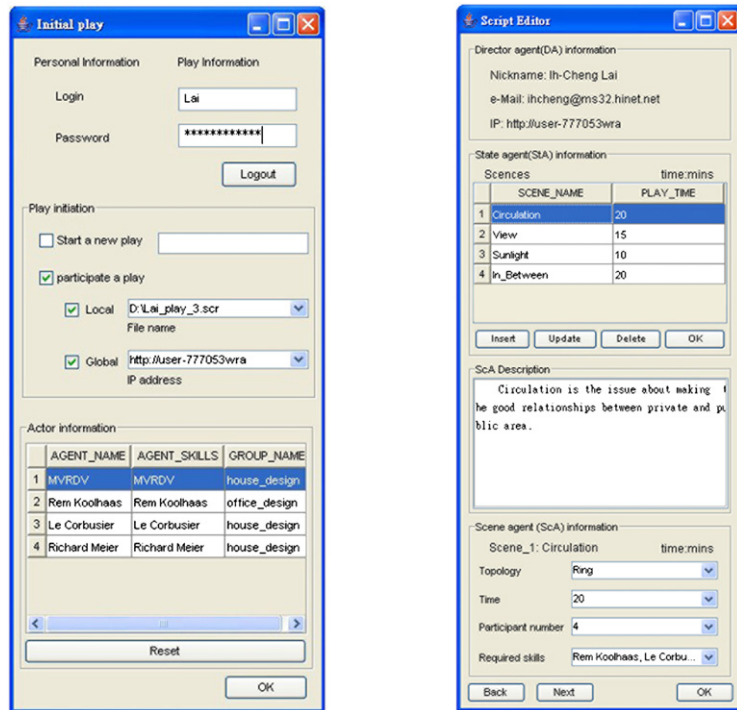 Initial play
Personal Information Play Information
Login Lai
Password ************
Logout
Play initiation
Start a new play
participate a play
Local D:\Lai_play_3.scr
File name
Global http://user-777053wra
IP address
Actor information
AGENT_NAME AGENT_SKILLS GROUP_NAME
1 MVRDV MVRDV house_design
2 Rem Koolhaas Rem Koolhaas office_design
3 Le Corbusier Le Corbusier house_design
4 Richard Meier Richard Meier house_design
Reset
OK
Script Editor
Director agent(DA) information
Nickname: Ih-Cheng Lai
e-Mail: ihcheng@ms32.hinet.net
IP: http://user-777053wra
State agent(StA) information
Scences time:mins
SCENE_NAME PLAY_TIME
1 Circulation 20
2 View 15
3 Sunlight 10
4 In_Between 20
Insert Update Delete OK
ScA Description
Circulation is the issue about making t
he good relationships between private and pu
blic area.
Scene agent (ScA) information
Scene_1: Circulation time:mins
Topology Ring
Time 20
Participant number 4
Required skills Rem Koolhaas, Le Corbu...
Back Next OK